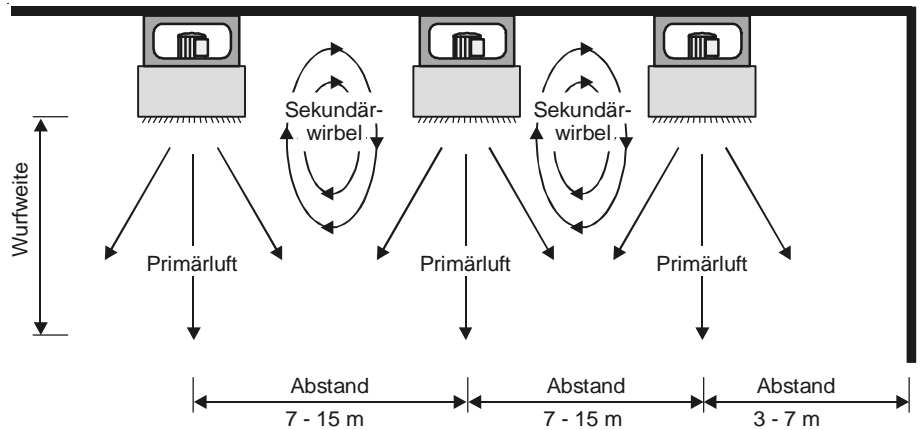 Sekundär-
wirbel
Sekundär-
wirbel
Wurfweite
Primärluft
Primärluft
Primärluft
Abstand
7 - 15 m
Abstand
7 - 15 m
Abstand
3 - 7 m